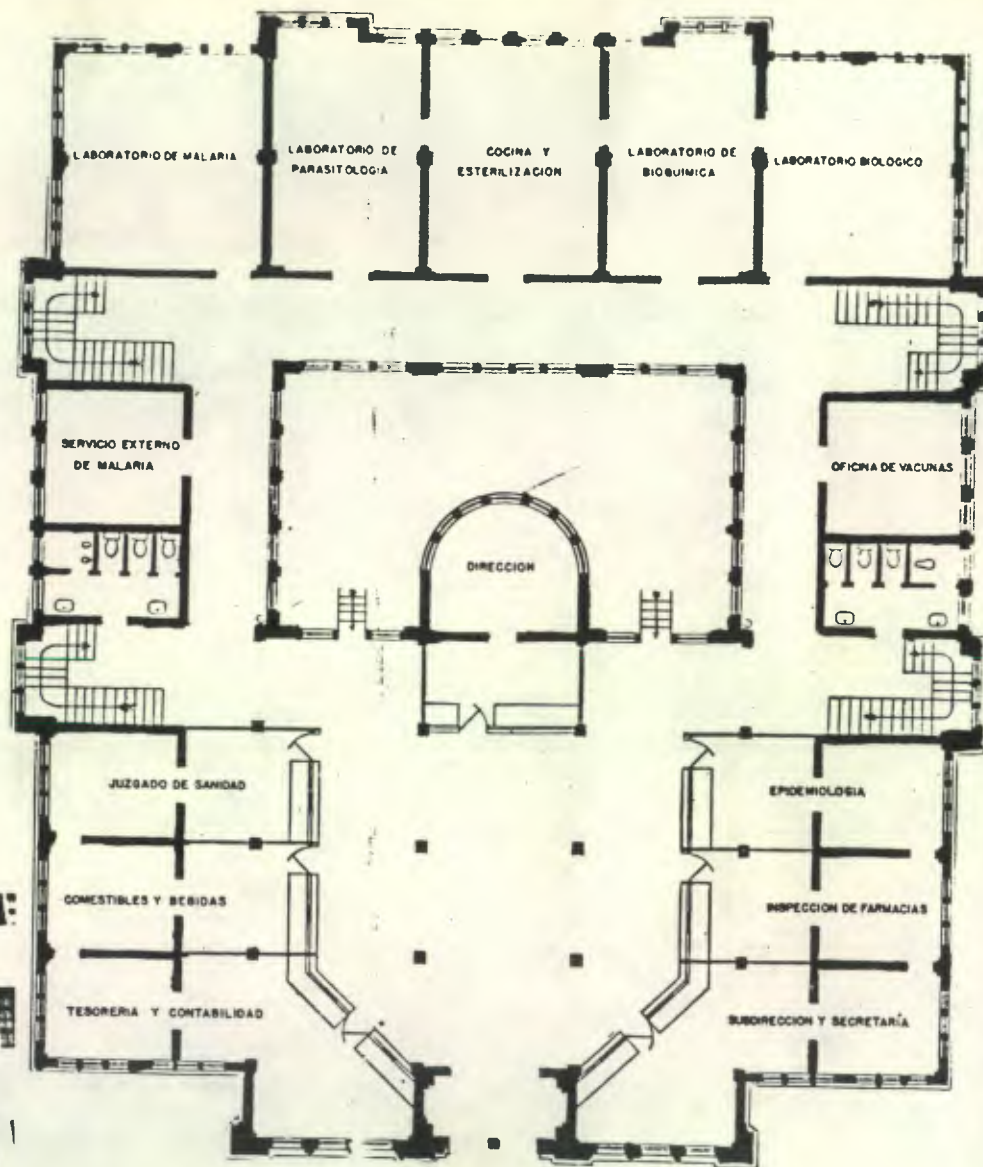 LABORATORIO DE MALARIA
LABORATORIO DE
PARASITOLOGIA
COCINA Y
ESTERILIZACION
LABORATORIO DE
BIOQUIMICA
LABORATORIO BIOLOGICO
SERVICIO EXTERNO
DE MALARIA
OFICINA DE VACUNAS
DIRECCION
JUZGADO DE SANIDAD
EPIDEMIOLOGIA
COMESTIBLES Y BEBIDAS
INSPECCION DE FARMACIAS
TESORERIA Y CONTABILIDAD
SUBDIRECCION Y SECRETARIA